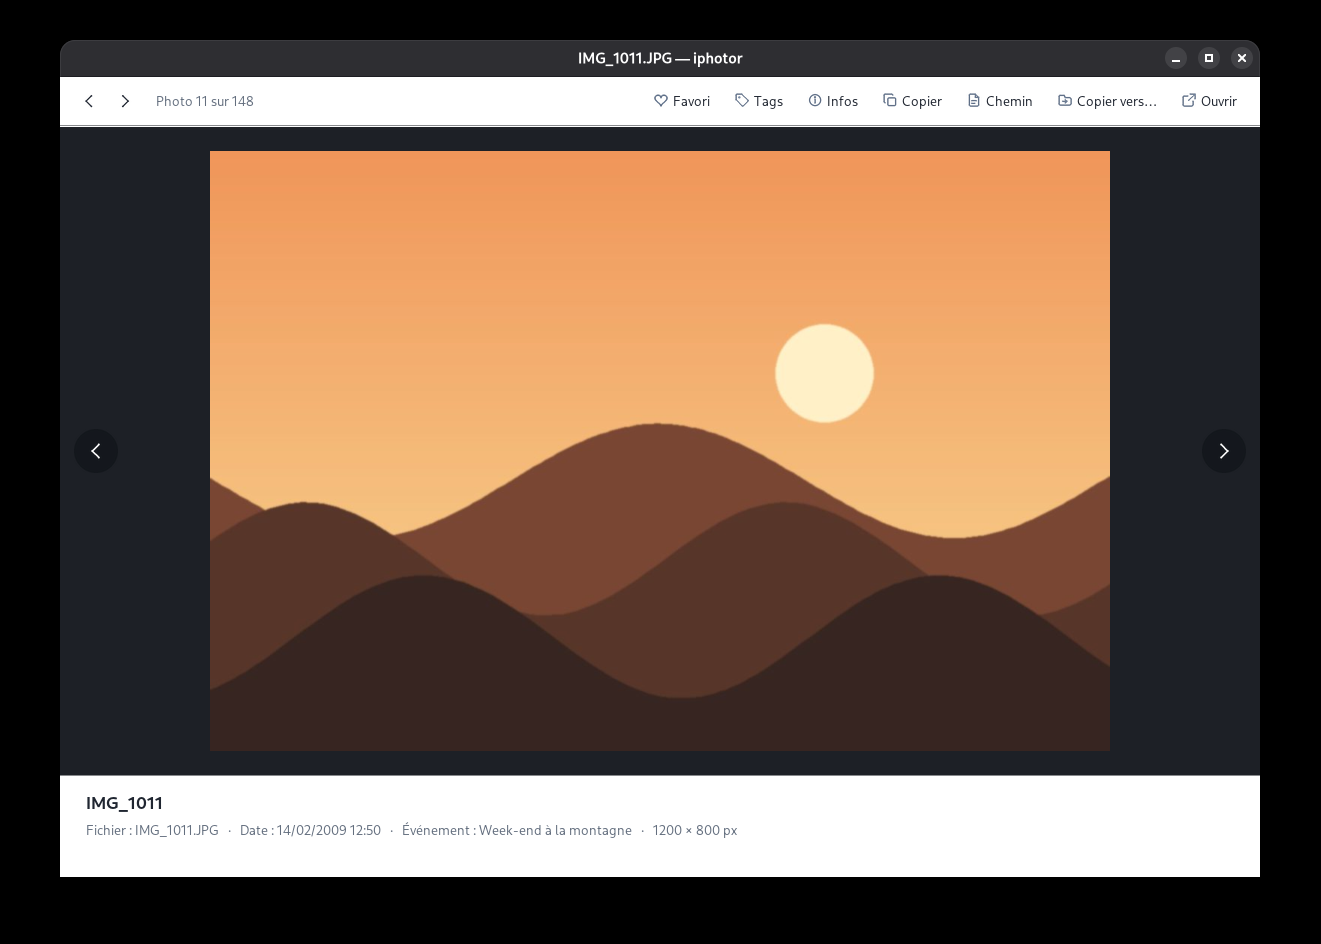 IMG_1011.JPG — iphotor
Photo 11 sur 148 Favori Tags Infos Copier Chemin Copier vers… Ouvrir
IMG_1011
Fichier : IMG_1011.JPG · Date : 14/02/2009 12:50 · Événement : Week-end à la montagne · 1200 × 800 px